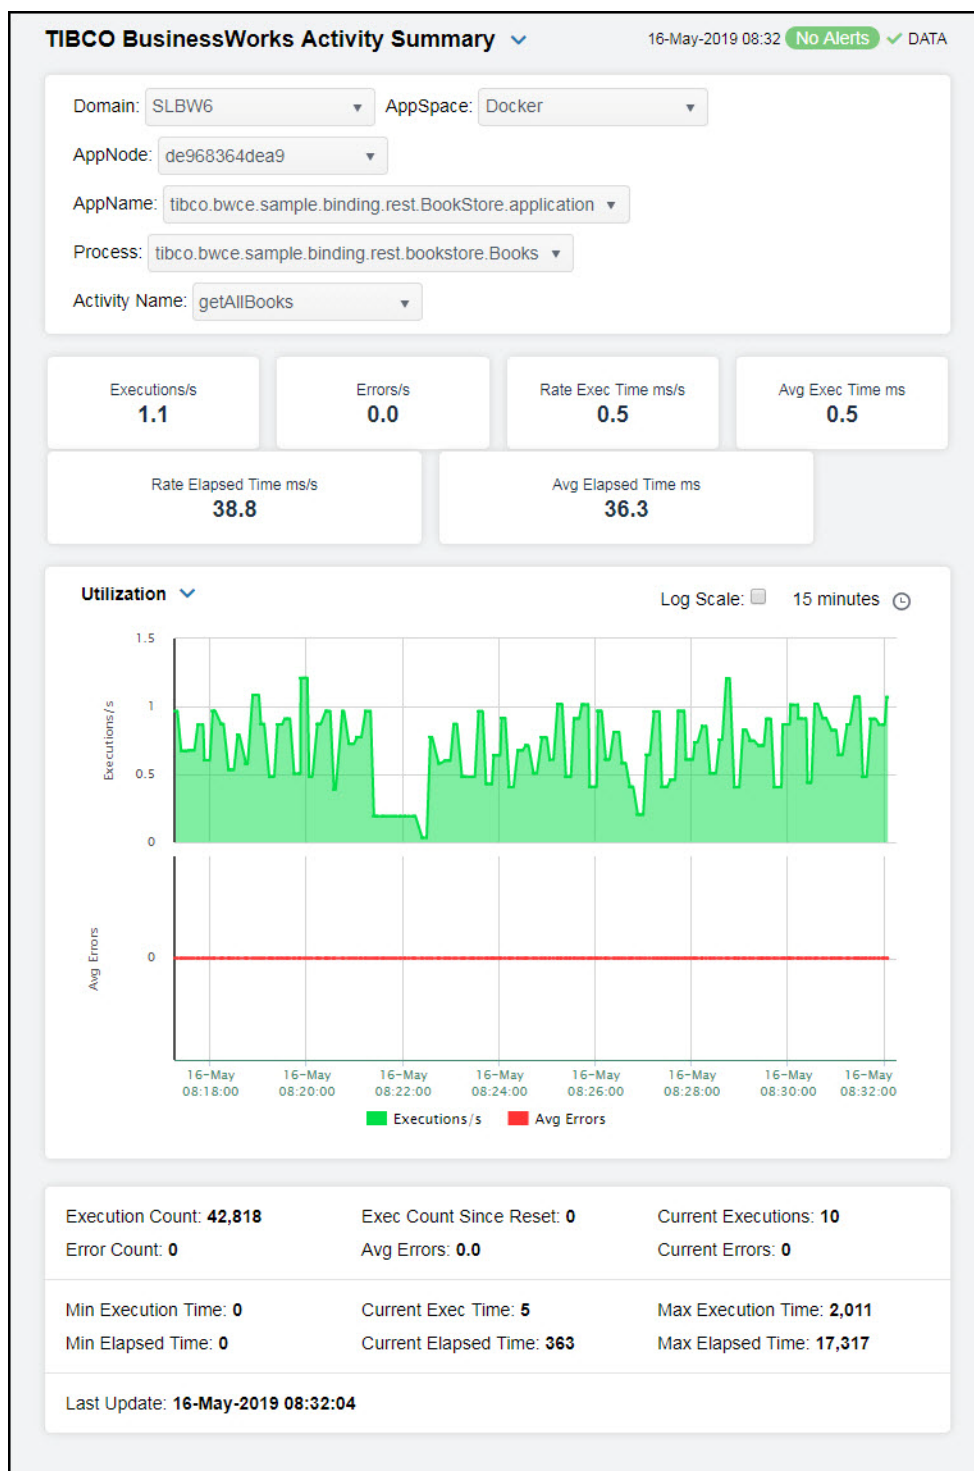 TIBCO BusinessWorks Activity Summary 16-May-2019 08:32 No Alerts DATA
Domain: SLBW6 AppSpace: Docker
AppNode: de968364dea9
AppName: tibco.bwce.sample.binding.rest.BookStore.application
Process: tibco.bwce.sample.binding.rest.bookstore.Books
Activity Name: getAllBooks
Executions/s Errors/s Rate Exec Time ms/s Avg Exec Time ms
1.1 0.0 0.5 0.5
Rate Elapsed Time ms/s Avg Elapsed Time ms
38.8 36.3
Utilization Log Scale: 15 minutes
1.5
1
0.5
0
Executions/s
0
Avg Errors
16-May 16-May 16-May 16-May 16-May 16-May 16-May 16-May
08:18:00 08:20:00 08:22:00 08:24:00 08:26:00 08:28:00 08:30:00 08:32:00
Executions/s Avg Errors
Execution Count: 42,818 Exec Count Since Reset: 0 Current Executions: 10
Error Count: 0 Avg Errors: 0.0 Current Errors: 0
Min Execution Time: 0 Current Exec Time: 5 Max Execution Time: 2,011
Min Elapsed Time: 0 Current Elapsed Time: 363 Max Elapsed Time: 17,317
Last Update: 16-May-2019 08:32:04